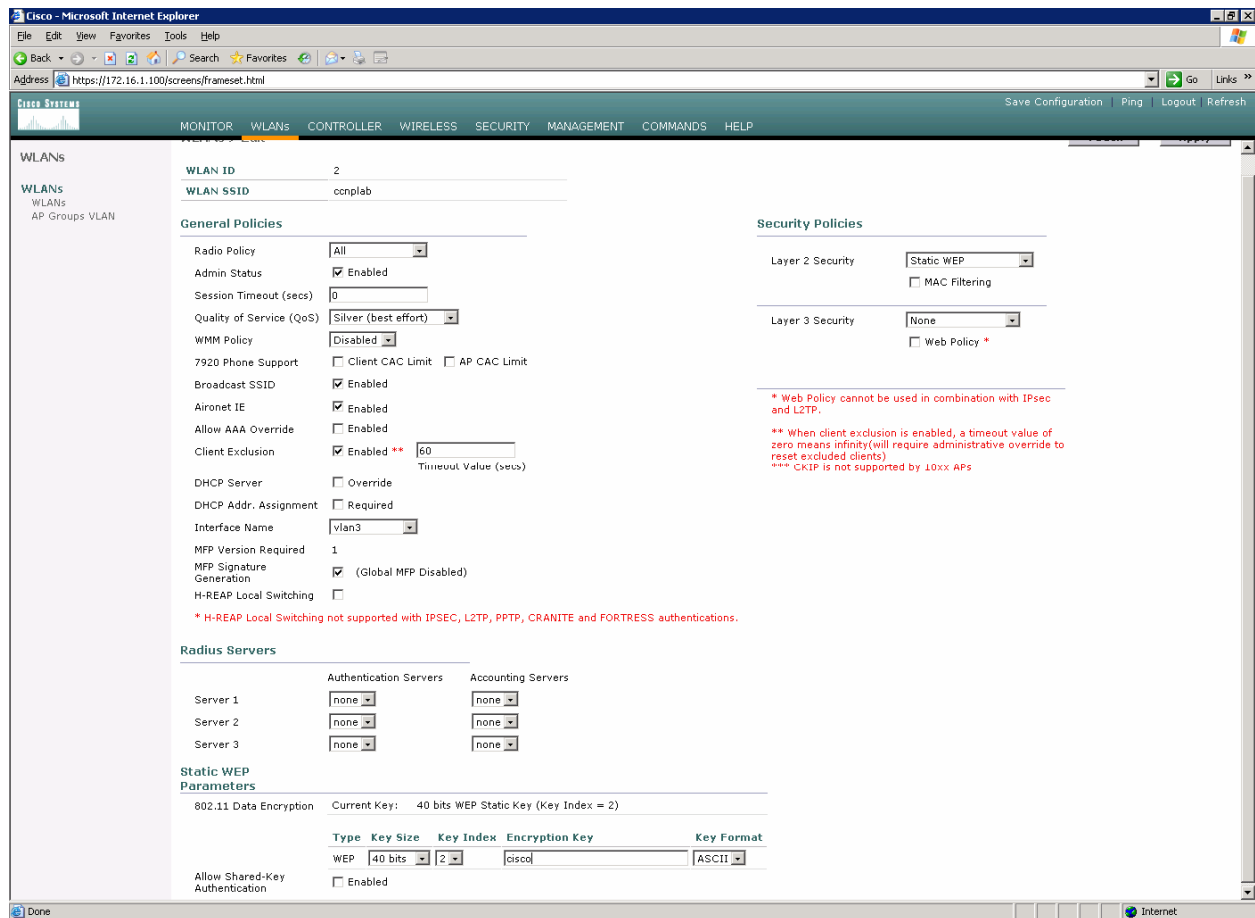 Cisco - Microsoft Internet Explorer
File Edit View Favorites Tools Help
Back Search Favorites
Address https://172.16.1.100/screens/frameset.html Go Links »
CISCO SYSTEMS
Save Configuration | Ping | Logout | Refresh
MONITOR WLANs CONTROLLER WIRELESS SECURITY MANAGEMENT COMMANDS HELP
WLANs
WLANs
WLANs
AP Groups VLAN
WLANs > Edit
WLAN ID 2
WLAN SSID ccnplab
General Policies
Radio Policy All
Admin Status Enabled
Session Timeout (secs) 0
Quality of Service (QoS) Silver (best effort)
WMM Policy Disabled
7920 Phone Support Client CAC Limit AP CAC Limit
Broadcast SSID Enabled
Aironet IE Enabled
Allow AAA Override Enabled
Client Exclusion Enabled ** 60
Timeout Value (secs)
DHCP Server Override
DHCP Addr. Assignment Required
Interface Name vlan3
MFP Version Required 1
MFP Signature
Generation (Global MFP Disabled)
H-REAP Local Switching
* H-REAP Local Switching not supported with IPSEC, L2TP, PPTP, CRANITE and FORTRESS authentications.
Security Policies
Layer 2 Security Static WEP
MAC Filtering
Layer 3 Security None
Web Policy *
* Web Policy cannot be used in combination with IPsec
and L2TP.
** When client exclusion is enabled, a timeout value of
zero means infinity(will require administrative override to
reset excluded clients)
*** CKIP is not supported by 10xx APs
Radius Servers
Authentication Servers Accounting Servers
Server 1 none none
Server 2 none none
Server 3 none none
Static WEP
Parameters
802.11 Data Encryption Current Key: 40 bits WEP Static Key (Key Index = 2)
Type Key Size Key Index Encryption Key Key Format
WEP 40 bits 2 cisco ASCII
Allow Shared-Key
Authentication Enabled
Done Internet